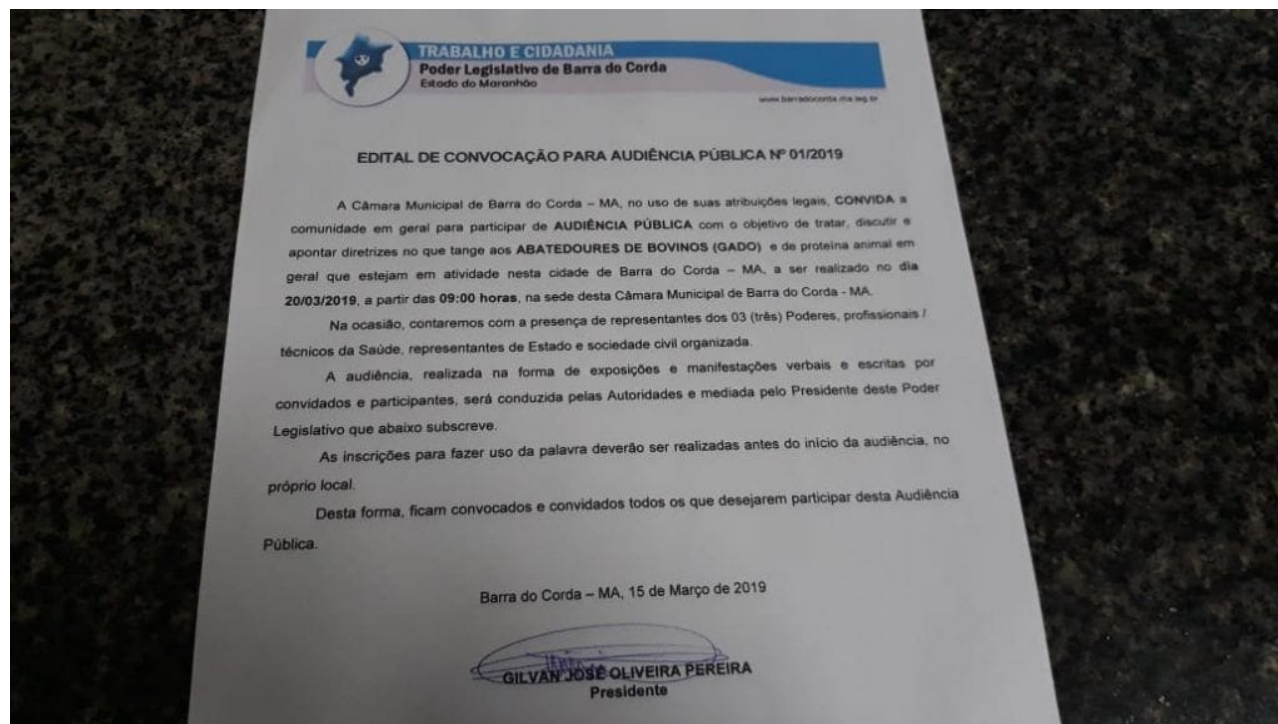 TRABALHO E CIDADANIA
Poder Legislativo de Barra do Corda
Estado do Maranhão
www.barradocorda.ma.leg.br
EDITAL DE CONVOCAÇÃO PARA AUDIÊNCIA PÚBLICA Nº 01/2019
A Câmara Municipal de Barra do Corda – MA, no uso de suas atribuições legais, CONVIDA a
comunidade em geral para participar de AUDIÊNCIA PÚBLICA com o objetivo de tratar, discutir e
apontar diretrizes no que tange aos ABATEDOURES DE BOVINOS (GADO) e de proteína animal em
geral que estejam em atividade nesta cidade de Barra do Corda – MA, a ser realizado no dia
20/03/2019, a partir das 09:00 horas, na sede desta Câmara Municipal de Barra do Corda - MA.
Na ocasião, contaremos com a presença de representantes dos 03 (três) Poderes, profissionais /
técnicos da Saúde, representantes de Estado e sociedade civil organizada.
A audiência, realizada na forma de exposições e manifestações verbais e escritas por
convidados e participantes, será conduzida pelas Autoridades e mediada pelo Presidente deste Poder
Legislativo que abaixo subscreve.
As inscrições para fazer uso da palavra deverão ser realizadas antes do início da audiência, no
próprio local.
Desta forma, ficam convocados e convidados todos os que desejarem participar desta Audiência
Pública.
Barra do Corda – MA, 15 de Março de 2019
GILVAN JOSÉ OLIVEIRA PEREIRA
Presidente